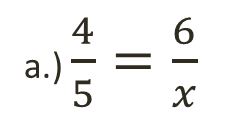 a.) 4/5 = 6/x